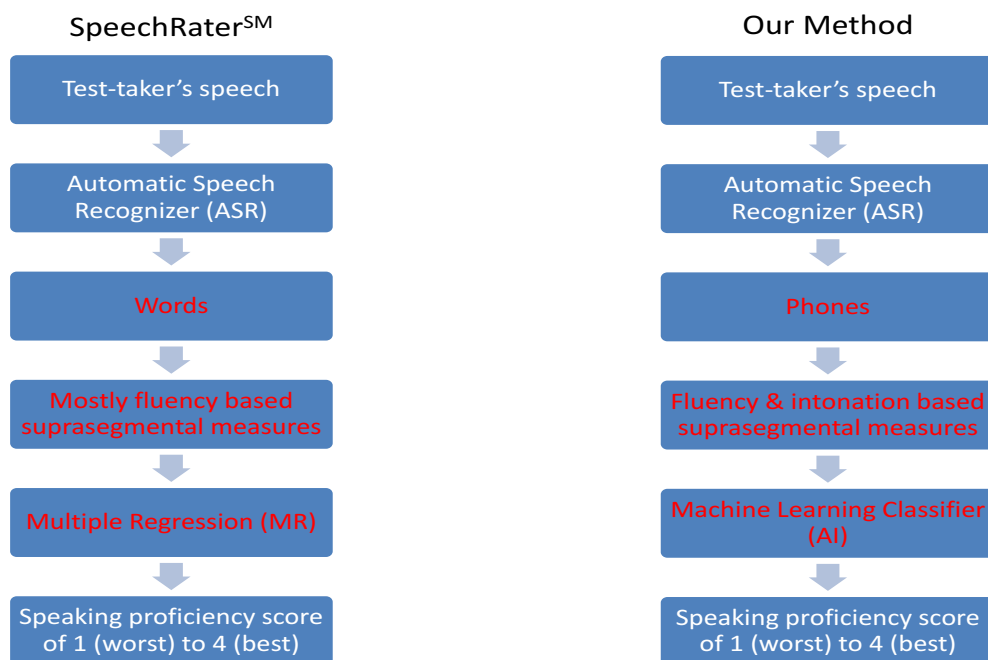 SpeechRaterSM
Test-taker's speech
Automatic Speech
Recognizer (ASR)
Words
Mostly fluency based
suprasegmental measures
Multiple Regression (MR)
Speaking proficiency score
of 1 (worst) to 4 (best)
Our Method
Test-taker's speech
Automatic Speech
Recognizer (ASR)
Phones
Fluency & intonation based
suprasegmental measures
Machine Learning Classifier
(AI)
Speaking proficiency score
of 1 (worst) to 4 (best)